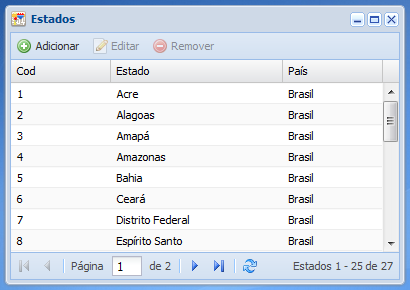 Estados
Adicionar Editar Remover
Cod Estado País
1 Acre Brasil
2 Alagoas Brasil
3 Amapá Brasil
4 Amazonas Brasil
5 Bahia Brasil
6 Ceará Brasil
7 Distrito Federal Brasil
8 Espírito Santo Brasil
Página 1 de 2 Estados 1 - 25 de 27